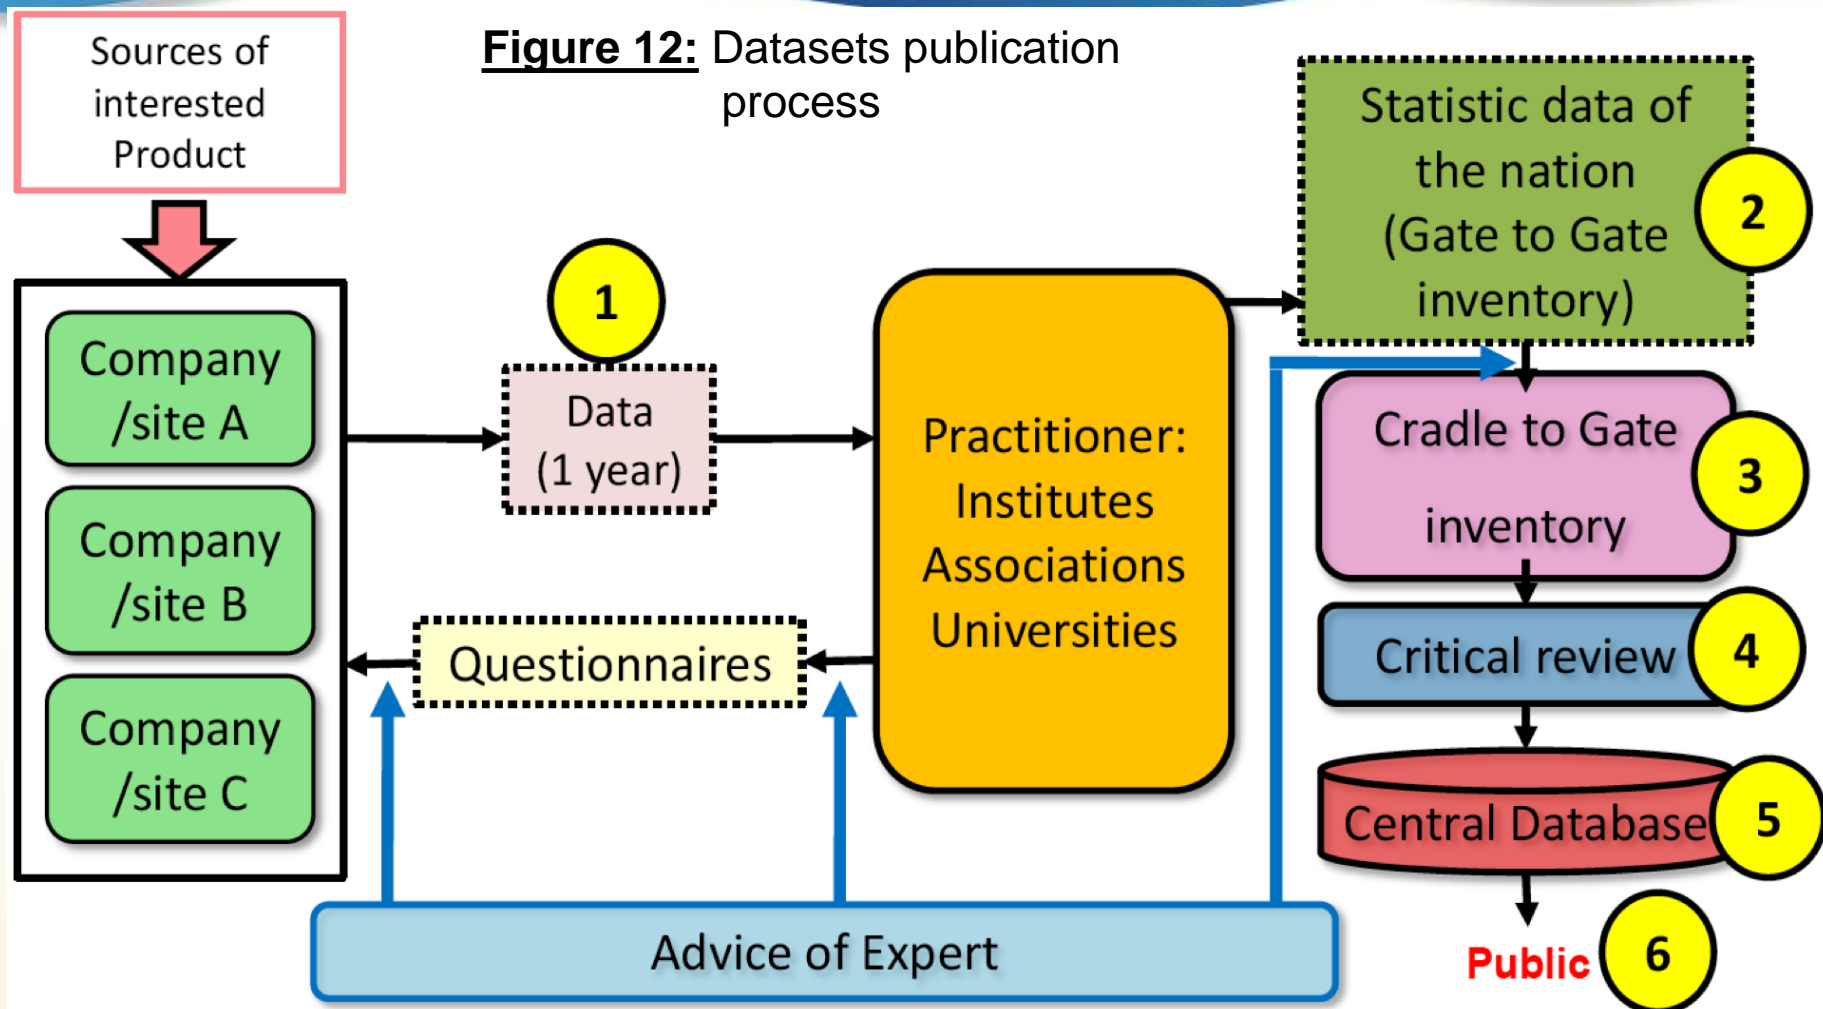 Sources of
interested
Product
Figure 12: Datasets publication
process
Statistic data of
the nation
(Gate to Gate
inventory)
2
1
Company
/site A
Company
/site B
Company
/site C
Data
(1 year)
Questionnaires
Practitioner:
Institutes
Associations
Universities
Cradle to Gate
inventory
3
Critical review
4
Central Database
5
Public
6
Advice of Expert